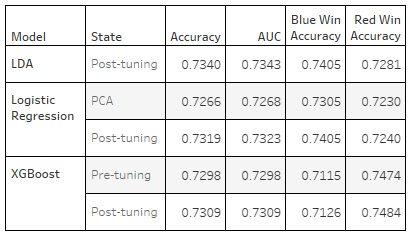 Model State Accuracy AUC Blue Win Accuracy Red Win Accuracy
LDA Post-tuning 0.7340 0.7343 0.7405 0.7281
Logistic Regression PCA 0.7266 0.7268 0.7305 0.7230
Post-tuning 0.7319 0.7323 0.7405 0.7240
XGBoost Pre-tuning 0.7298 0.7298 0.7115 0.7474
Post-tuning 0.7309 0.7309 0.7126 0.7484